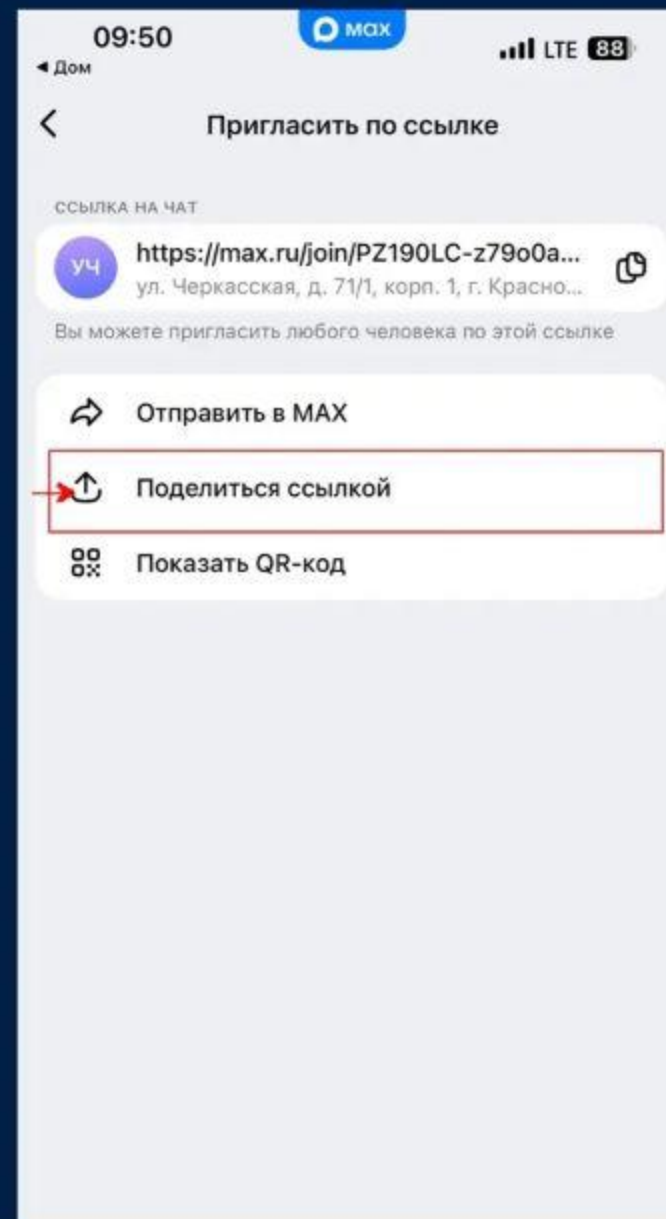 09:50
max
LTE 88
◄ Дом
Пригласить по ссылке
ССЫЛКА НА ЧАТ
УЧ
https://max.ru/join/PZ190LC-z79o0a...
ул. Черкасская, д. 71/1, корп. 1, г. Красно...
Вы можете пригласить любого человека по этой ссылке
Отправить в MAX
Поделиться ссылкой
Показать QR-код